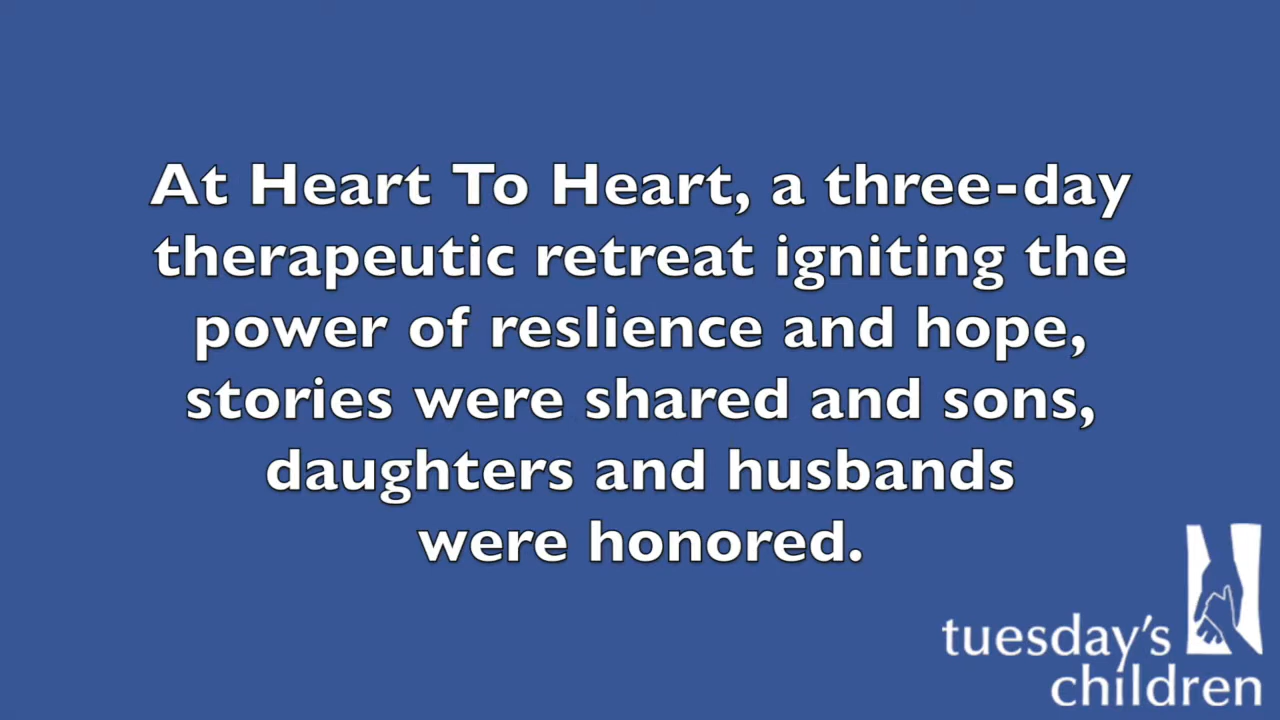 At Heart To Heart, a three-day
therapeutic retreat igniting the
power of reslience and hope,
stories were shared and sons,
daughters and husbands
were honored.
tuesday's
children